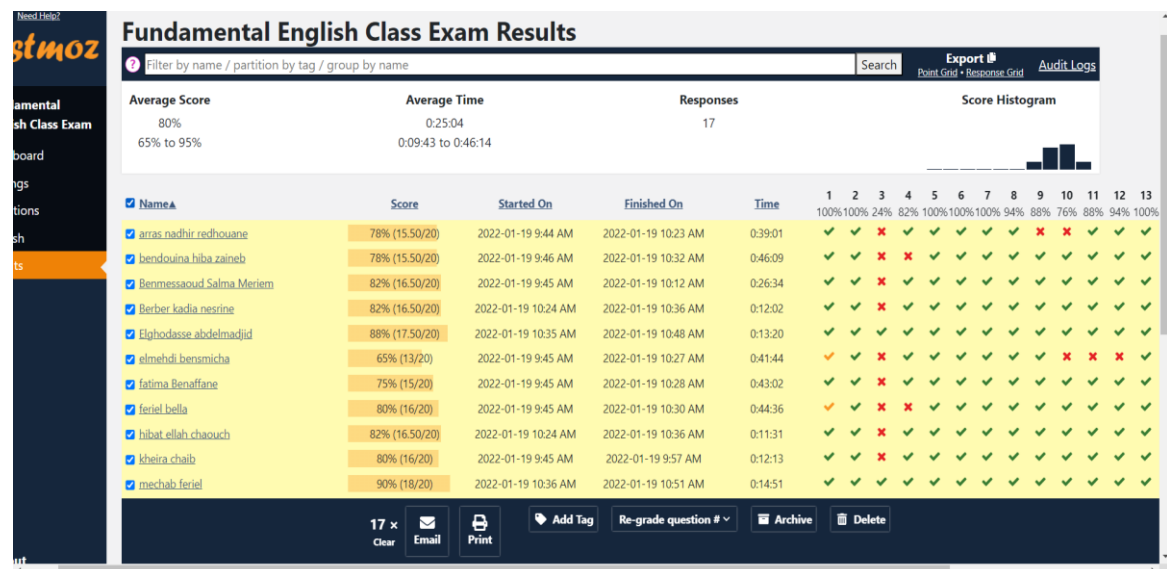 Need Help?
stmoz
Fundamental English Class Exam Results
? Filter by name / partition by tag / group by name Search Export Point Grid • Response Grid Audit Logs
amental
sh Class Exam
board
ngs
tions
sh
ts
Average Score Average Time Responses Score Histogram
80% 0:25:04 17
65% to 95% 0:09:43 to 0:46:14
Name▲ Score Started On Finished On Time 1 2 3 4 5 6 7 8 9 10 11 12 13
100% 100% 24% 82% 100% 100% 100% 94% 88% 76% 88% 94% 100%
arras nadhir redhouane 78% (15.50/20) 2022-01-19 9:44 AM 2022-01-19 10:23 AM 0:39:01
bendouina hiba zaineb 78% (15.50/20) 2022-01-19 9:46 AM 2022-01-19 10:32 AM 0:46:09
Benmessaoud Salma Meriem 82% (16.50/20) 2022-01-19 9:45 AM 2022-01-19 10:12 AM 0:26:34
Berber kadia nesrine 82% (16.50/20) 2022-01-19 10:24 AM 2022-01-19 10:36 AM 0:12:02
Elghodasse abdelmadjid 88% (17.50/20) 2022-01-19 10:35 AM 2022-01-19 10:48 AM 0:13:20
elmehdi bensmicha 65% (13/20) 2022-01-19 9:45 AM 2022-01-19 10:27 AM 0:41:44
fatima Benaffane 75% (15/20) 2022-01-19 9:45 AM 2022-01-19 10:28 AM 0:43:02
feriel bella 80% (16/20) 2022-01-19 9:45 AM 2022-01-19 10:30 AM 0:44:36
hibat ellah chaouch 82% (16.50/20) 2022-01-19 10:24 AM 2022-01-19 10:36 AM 0:11:31
kheira chaib 80% (16/20) 2022-01-19 9:45 AM 2022-01-19 9:57 AM 0:12:13
mechab feriel 90% (18/20) 2022-01-19 10:36 AM 2022-01-19 10:51 AM 0:14:51
17 × Clear Email Print Add Tag Re-grade question # Archive Delete